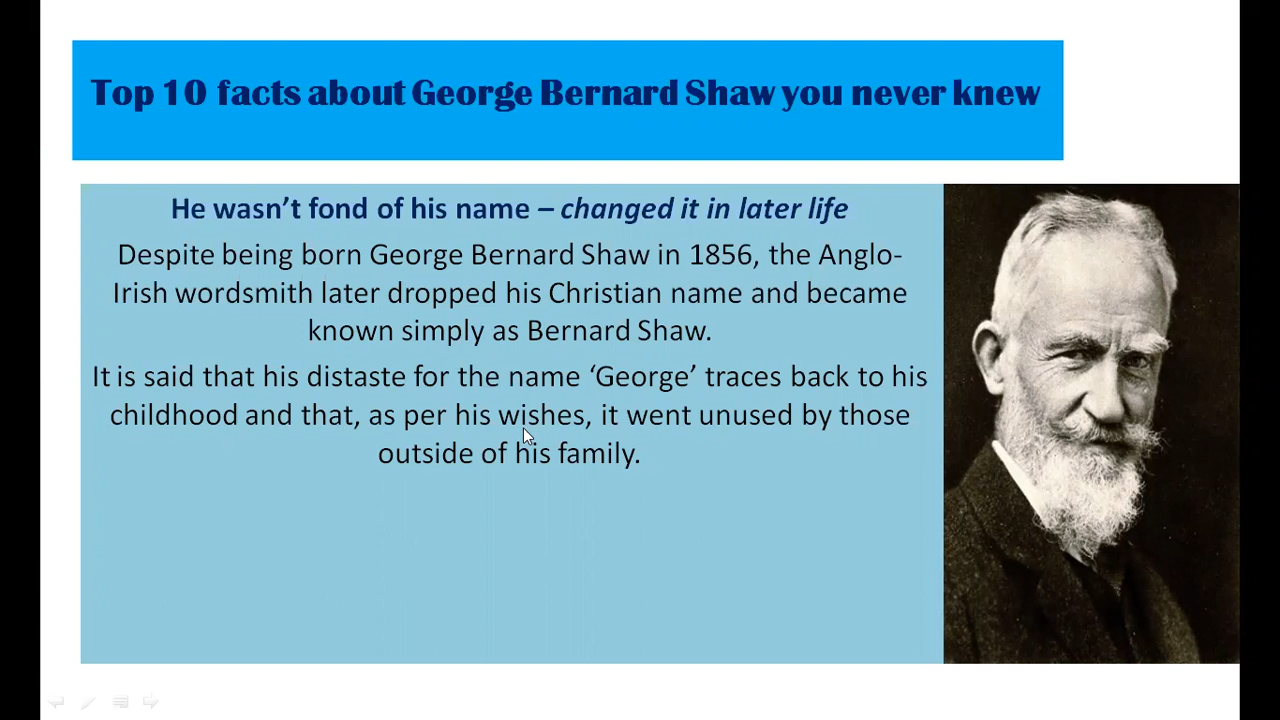 Top 10 facts about George Bernard Shaw you never knew
He wasn’t fond of his name – changed it in later life
Despite being born George Bernard Shaw in 1856, the Anglo-
Irish wordsmith later dropped his Christian name and became
known simply as Bernard Shaw.
It is said that his distaste for the name ‘George’ traces back to his
childhood and that, as per his wishes, it went unused by those
outside of his family.